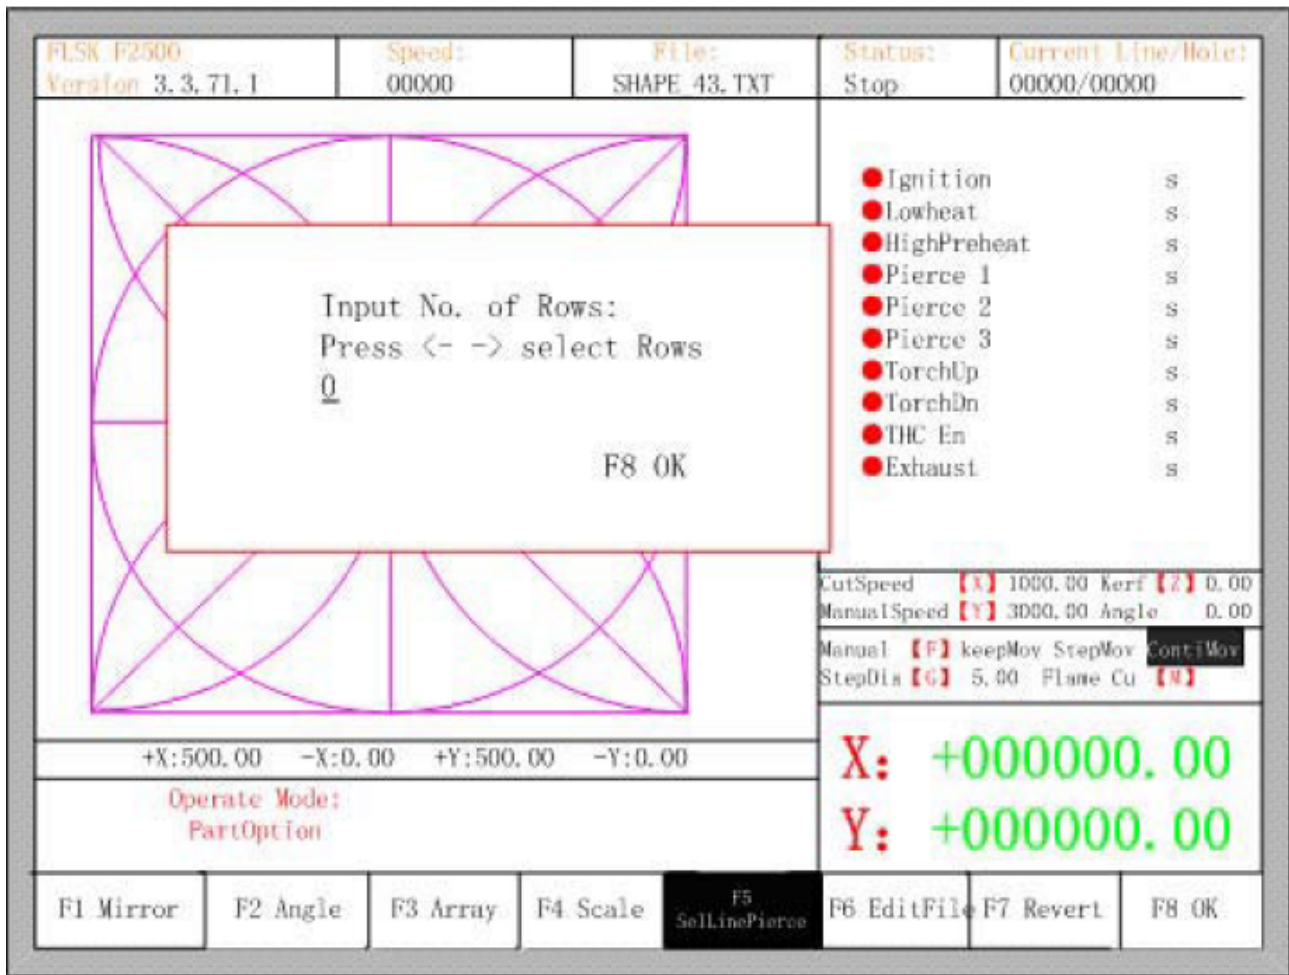 FLSK F2500
Version 3.3.71.1
Speed:
00000
File:
SHAPE_43.TXT
Status:
Stop
Current Line/Hole:
00000/00000
Input No. of Rows:
Press <- -> select Rows
0
F8 OK
Ignition s
Lowheat s
HighPreheat s
Pierce 1 s
Pierce 2 s
Pierce 3 s
TorchUp s
TorchDn s
THC En s
Exhaust s
CutSpeed 【X】 1000.00 Kerf 【Z】 0.00
ManualSpeed 【Y】 3000.00 Angle 0.00
Manual 【F】 keepMov StepMov ContiMov
StepDis 【G】 5.00 Flame Cu 【M】
+X:500.00 -X:0.00 +Y:500.00 -Y:0.00
Operate Mode:
PartOption
X: +000000.00
Y: +000000.00
F1 Mirror
F2 Angle
F3 Array
F4 Scale
F5
SelLinePierce
F6 EditFile
F7 Revert
F8 OK